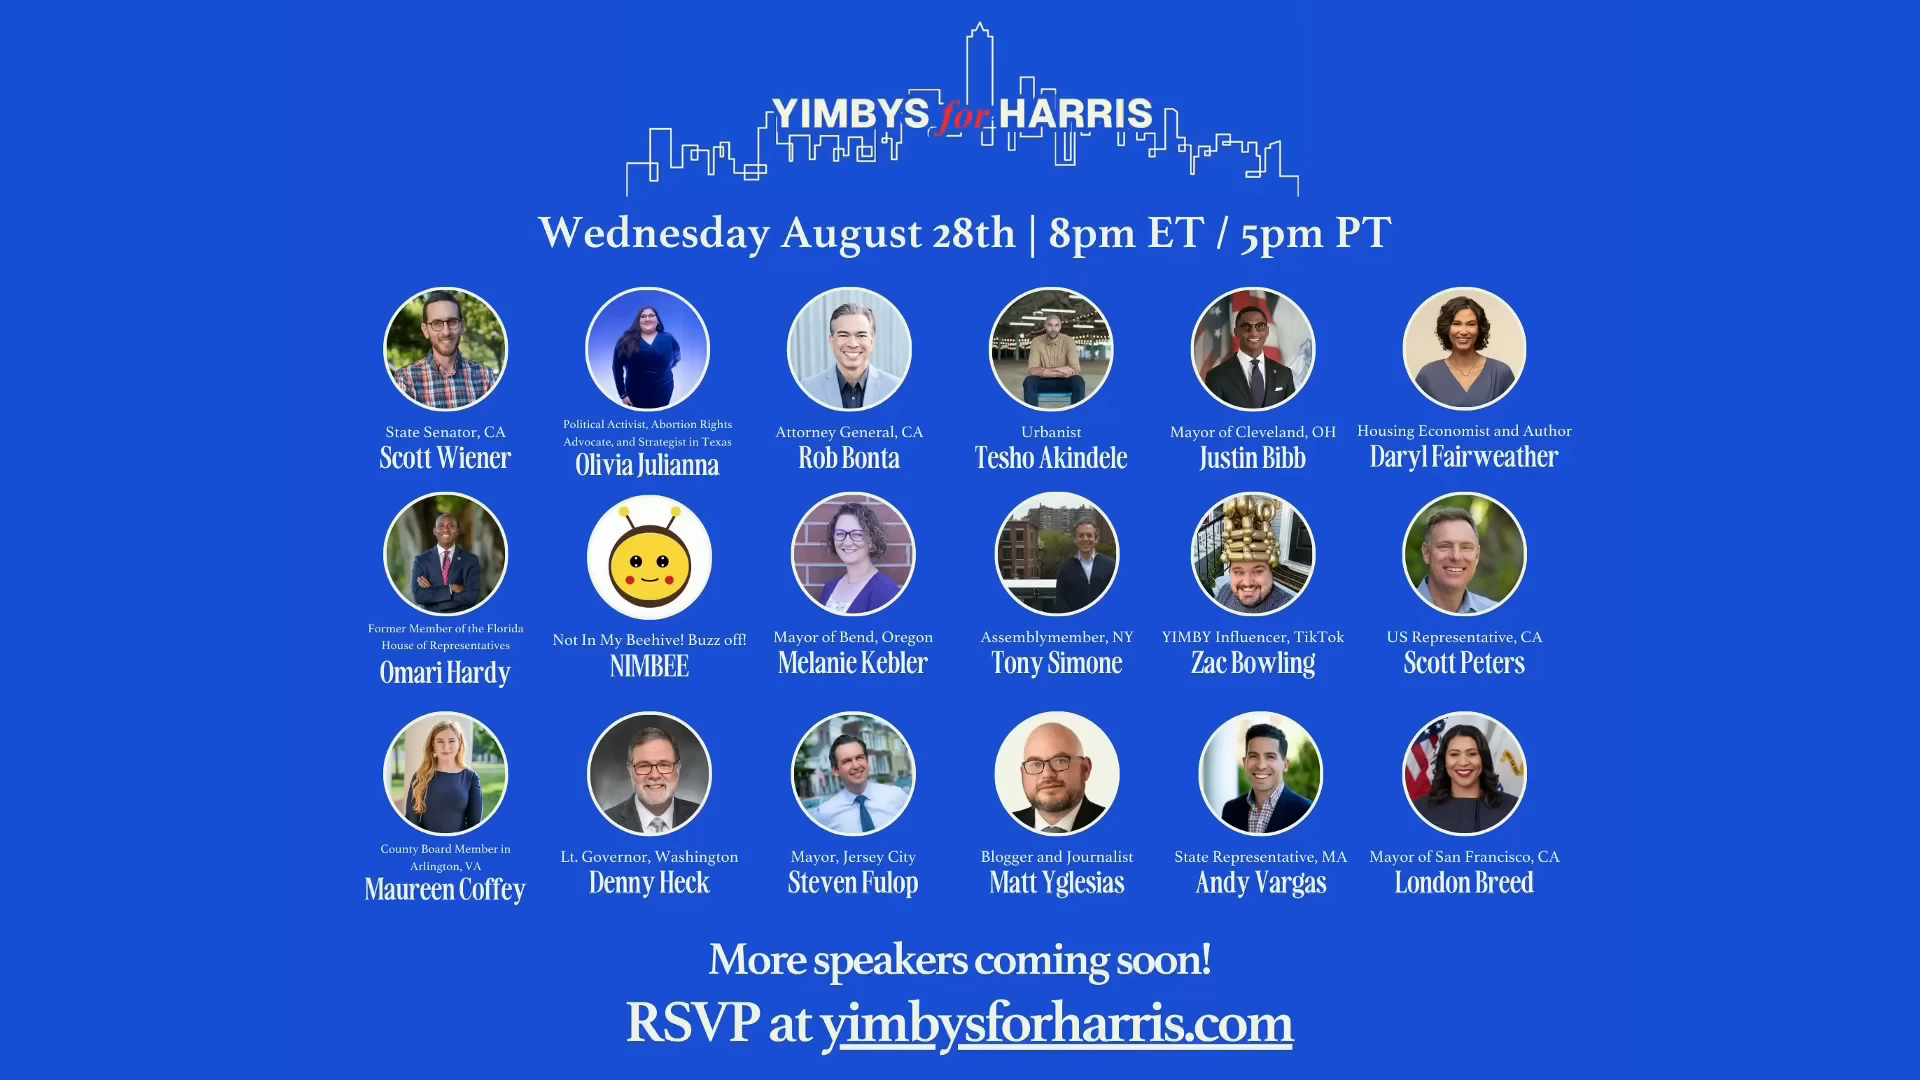 YIMBYS for HARRIS
Wednesday August 28th | 8pm ET / 5pm PT
State Senator, CA
Scott Wiener
Political Activist, Abortion Rights
Advocate, and Strategist in Texas
Olivia Julianna
Attorney General, CA
Rob Bonta
Urbanist
Tesho Akindele
Mayor of Cleveland, OH
Justin Bibb
Housing Economist and Author
Daryl Fairweather
Former Member of the Florida
House of Representatives
Omari Hardy
Not In My Beehive! Buzz off!
NIMBEE
Mayor of Bend, Oregon
Melanie Kebler
Assemblymember, NY
Tony Simone
YIMBY Influencer, TikTok
Zac Bowling
US Representative, CA
Scott Peters
County Board Member in
Arlington, VA
Maureen Coffey
Lt. Governor, Washington
Denny Heck
Mayor, Jersey City
Steven Fulop
Blogger and Journalist
Matt Yglesias
State Representative, MA
Andy Vargas
Mayor of San Francisco, CA
London Breed
More speakers coming soon!
RSVP at yimbysforharris.com